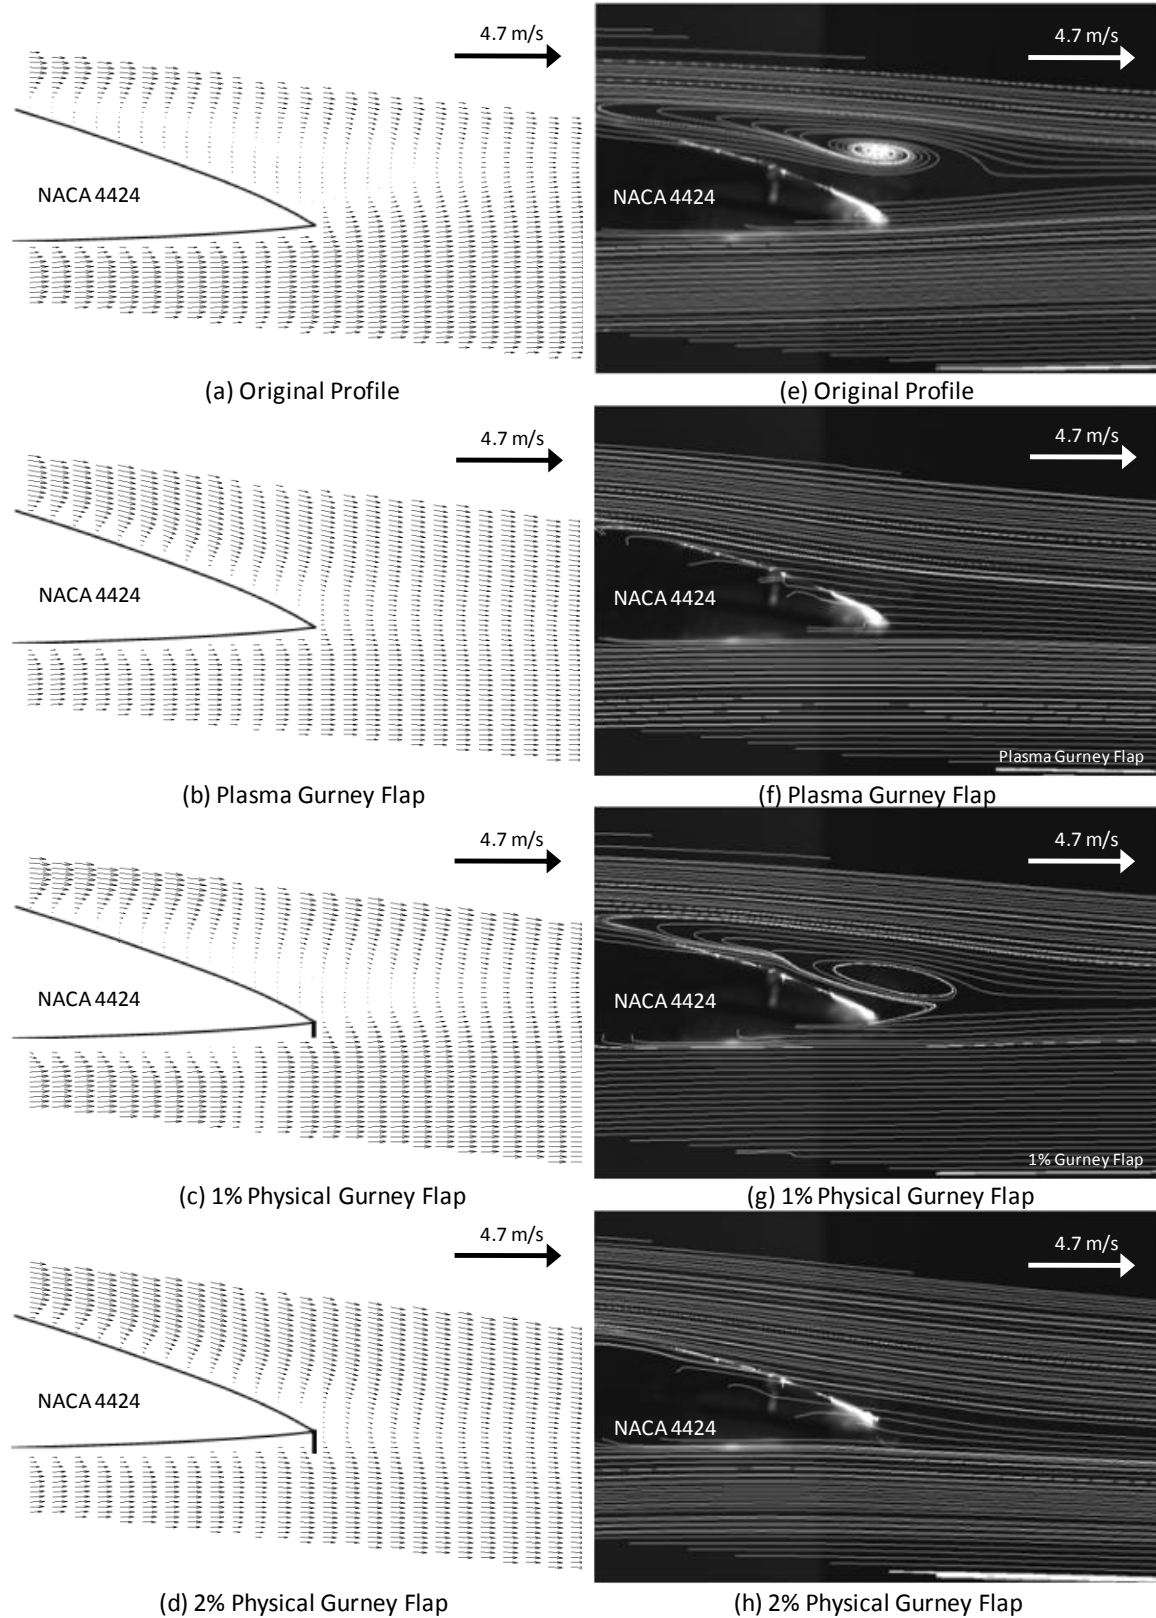 4.7 m/s
4.7 m/s
NACA 4424
NACA 4424
(a) Original Profile
(e) Original Profile
4.7 m/s
4.7 m/s
NACA 4424
NACA 4424
Plasma Gurney Flap
(b) Plasma Gurney Flap
(f) Plasma Gurney Flap
4.7 m/s
4.7 m/s
NACA 4424
NACA 4424
1% Gurney Flap
(c) 1% Physical Gurney Flap
(g) 1% Physical Gurney Flap
4.7 m/s
4.7 m/s
NACA 4424
NACA 4424
(d) 2% Physical Gurney Flap
(h) 2% Physical Gurney Flap